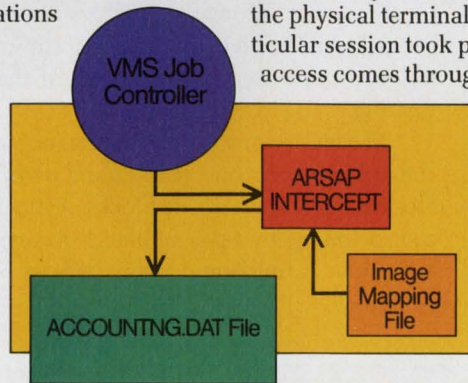 ations
the physical terminal
ticular session took p
access comes throug
VMS Job
Controller
ARSAP
INTERCEPT
Image
Mapping
File
ACCOUNTNG.DAT File